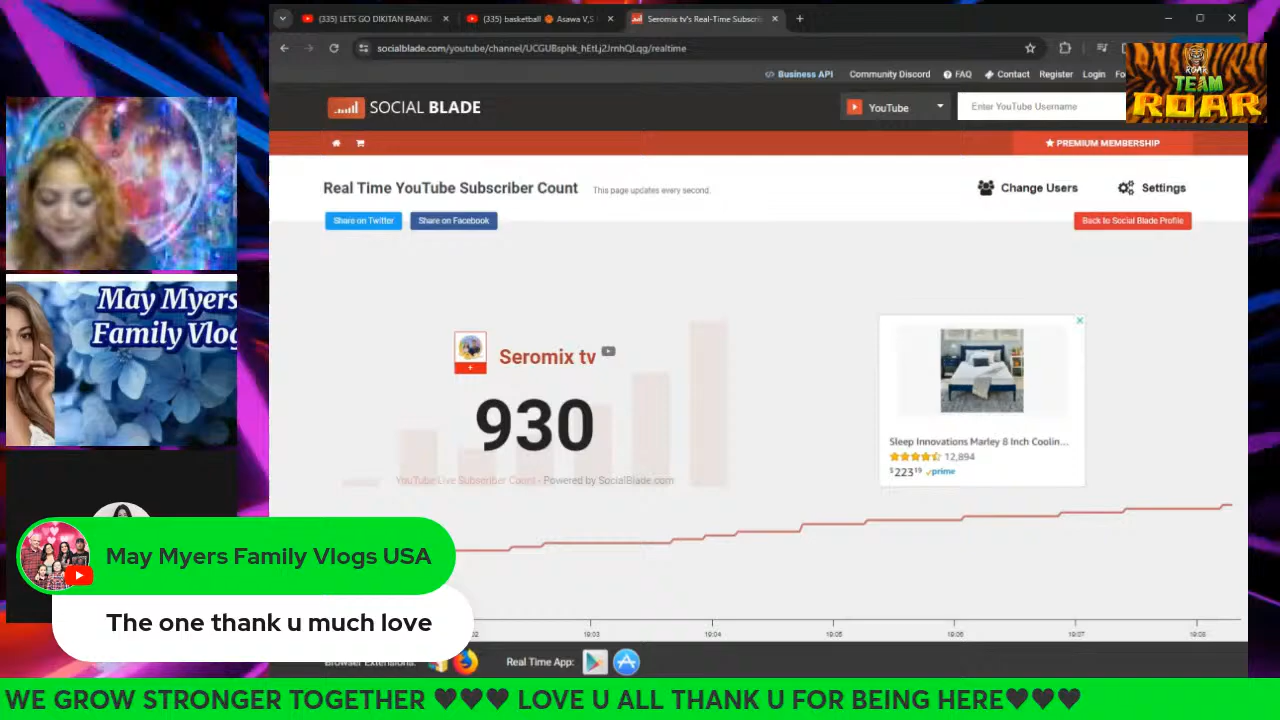 (335) LETS GO DIKITAN PAANG
(335) basketball 🏀 Asawa V,S
Seromix tv's Real-Time Subscrib
socialblade.com/youtube/channel/UCGUBsphk_hEtLj2JmhQLqg/realtime
Business API
Community Discord
FAQ
Contact
Register
Login
ROAR
TEAM
ROAR
SOCIAL BLADE
YouTube
Enter YouTube Username
PREMIUM MEMBERSHIP
Real Time YouTube Subscriber Count
This page updates every second.
Change Users
Settings
Share on Twitter
Share on Facebook
Back to Social Blade Profile
May Myers
Family Vlog
Seromix tv
930
YouTube Live Subscriber Count - Powered by SocialBlade.com
Sleep Innovations Marley 8 Inch Coolin...
12,894
$223.19 prime
May Myers Family Vlogs USA
The one thank u much love
19:03
19:04
19:05
19:06
19:07
19:08
Browser Extensions:
Real Time App:
WE GROW STRONGER TOGETHER ♥♥♥ LOVE U ALL THANK U FOR BEING HERE♥♥♥